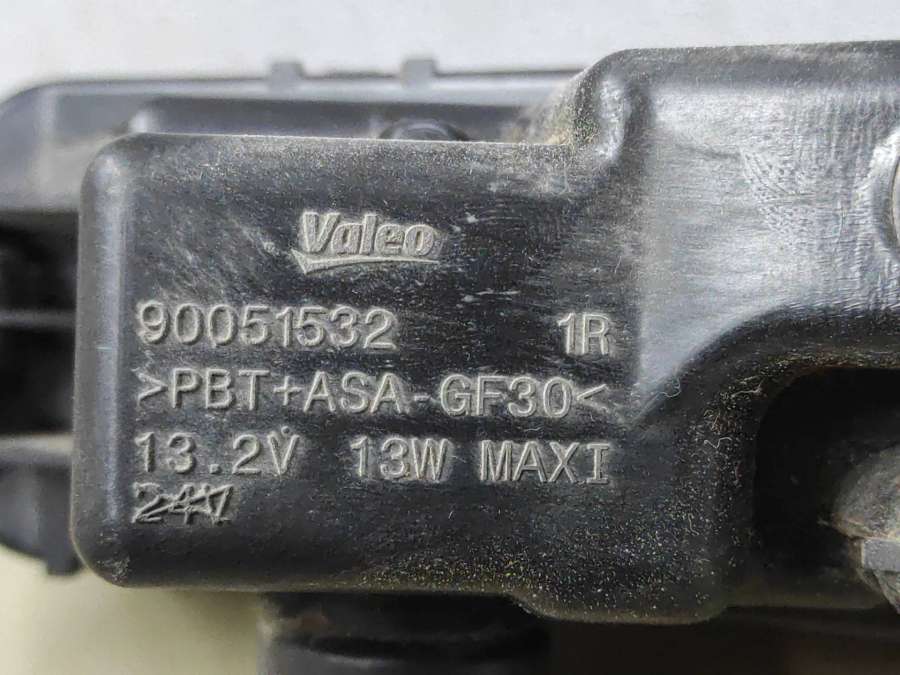 Valeo
90051532 1R
>PBT+ASA-GF30<
13.2V 13W MAXI